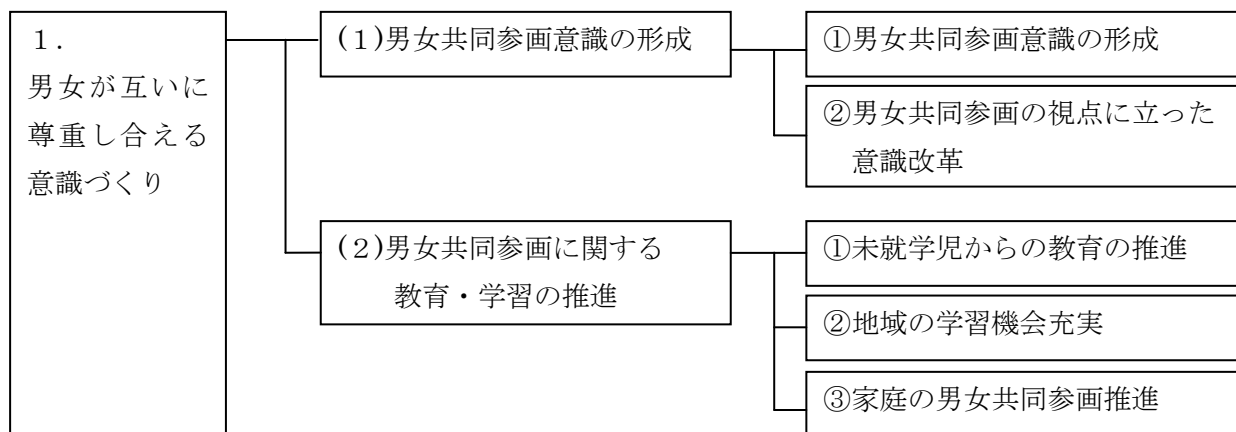 １．
男女が互いに
尊重し合える
意識づくり
(１)男女共同参画意識の形成
①男女共同参画意識の形成
②男女共同参画の視点に立った
意識改革
(２)男女共同参画に関する
教育・学習の推進
①未就学児からの教育の推進
②地域の学習機会充実
③家庭の男女共同参画推進